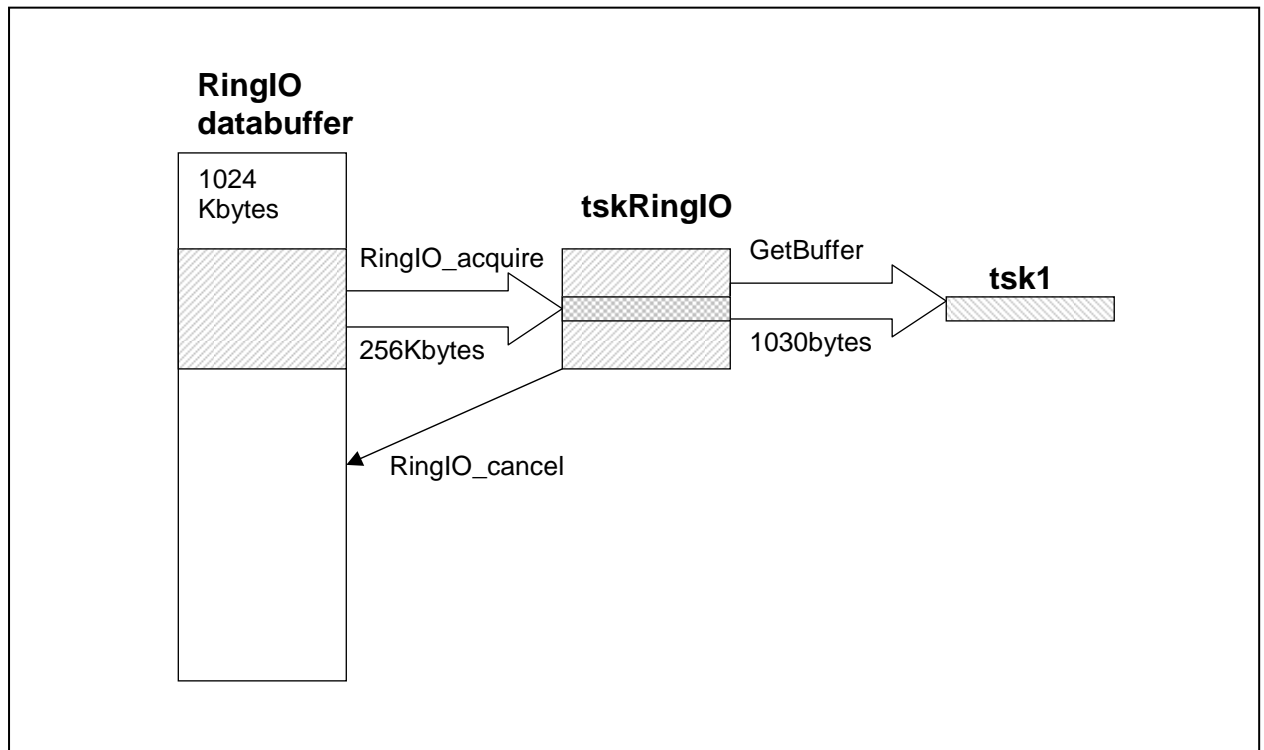 RingIO
databuffer
1024
Kbytes
tskRingIO
RingIO_acquire
GetBuffer
tsk1
256Kbytes
1030bytes
RingIO_cancel